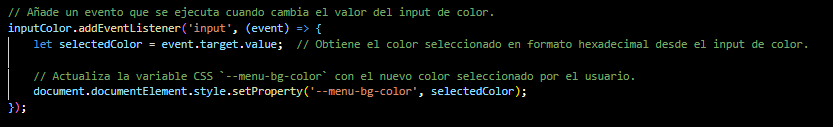 // Añade un evento que se ejecuta cuando cambia el valor del input de color.
inputColor.addEventListener('input', (event) => {
    let selectedColor = event.target.value;  // Obtiene el color seleccionado en formato hexadecimal desde el input de color.

    // Actualiza la variable CSS `--menu-bg-color` con el nuevo color seleccionado por el usuario.
    document.documentElement.style.setProperty('--menu-bg-color', selectedColor);
});